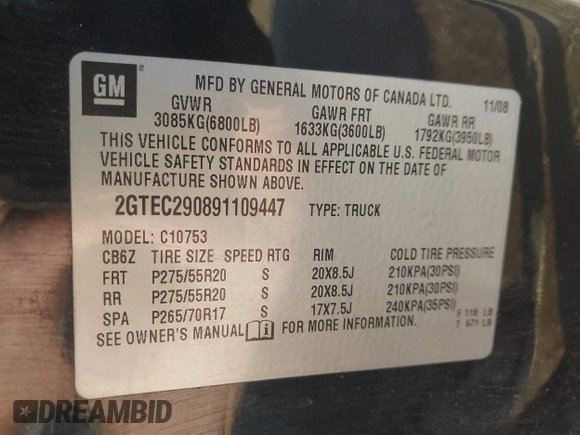 GM
MFD BY GENERAL MOTORS OF CANADA LTD. 11/08
GVWR GAWR FRT GAWR RR
3085KG(6800LB) 1633KG(3600LB) 1792KG(3950LB)
THIS VEHICLE CONFORMS TO ALL APPLICABLE U.S. FEDERAL MOTOR
VEHICLE SAFETY STANDARDS IN EFFECT ON THE DATE OF
MANUFACTURE SHOWN ABOVE.
2GTEC290891109447 TYPE: TRUCK
MODEL: C10753
CB6Z TIRE SIZE SPEED RTG RIM COLD TIRE PRESSURE
FRT P275/55R20 S 20X8.5J 210KPA(30PSI)
RR P275/55R20 S 20X8.5J 210KPA(30PSI)
SPA P265/70R17 S 17X7.5J 240KPA(35PSI)
F 118 LB
SEE OWNER'S MANUAL FOR MORE INFORMATION.
T 671 LB
DREAMBID